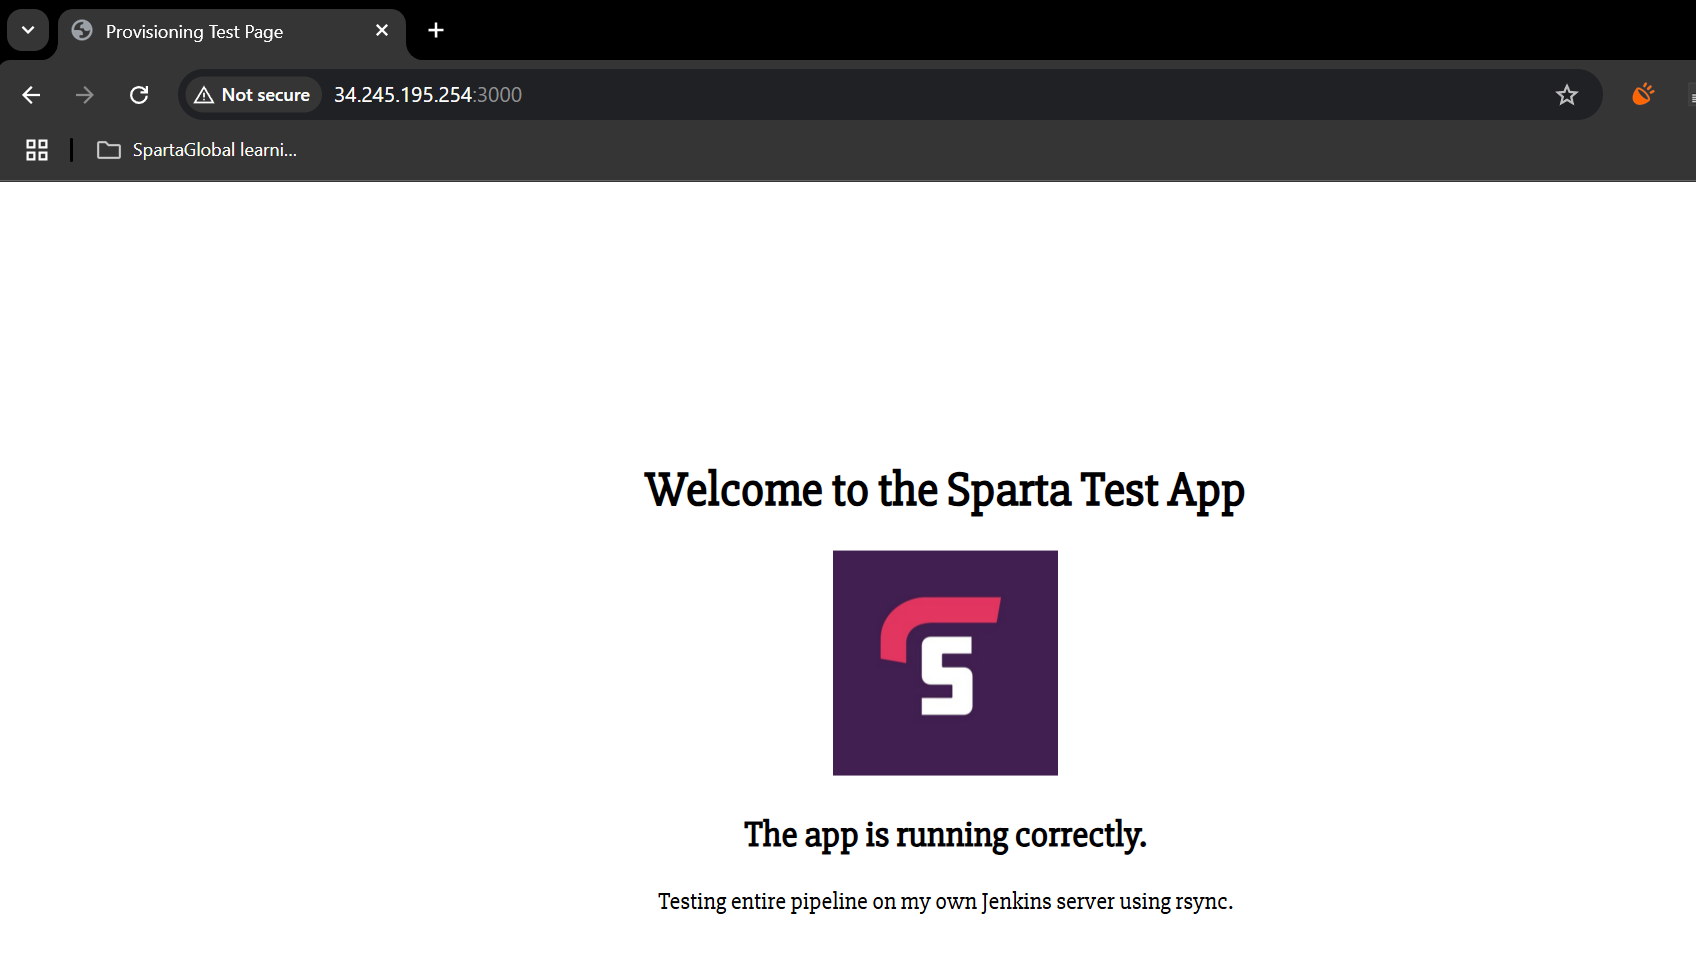 Provisioning Test Page
Not secure
34.245.195.254:3000
SpartaGlobal learni...
Welcome to the Sparta Test App
S
The app is running correctly.
Testing entire pipeline on my own Jenkins server using rsync.